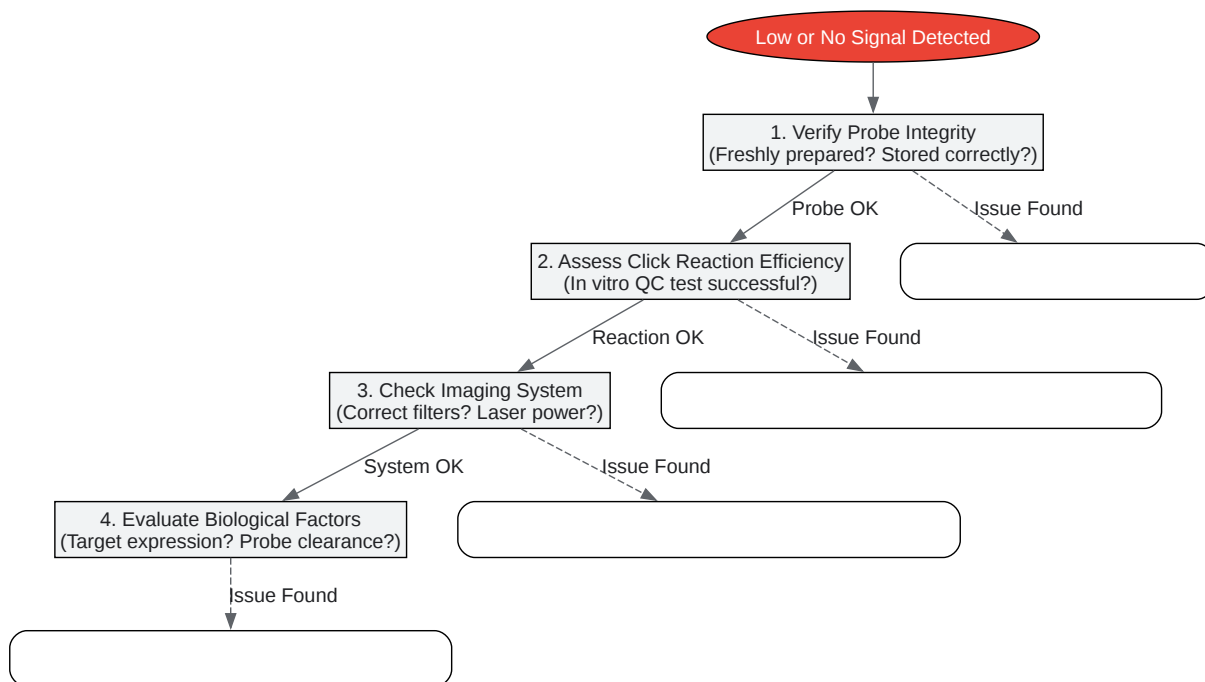 Low or No Signal Detected
1. Verify Probe Integrity
(Freshly prepared? Stored correctly?)
Probe OK
Issue Found
2. Assess Click Reaction Efficiency
(In vitro QC test successful?)
Reaction OK
Issue Found
3. Check Imaging System
(Correct filters? Laser power?)
System OK
Issue Found
4. Evaluate Biological Factors
(Target expression? Probe clearance?)
Issue Found